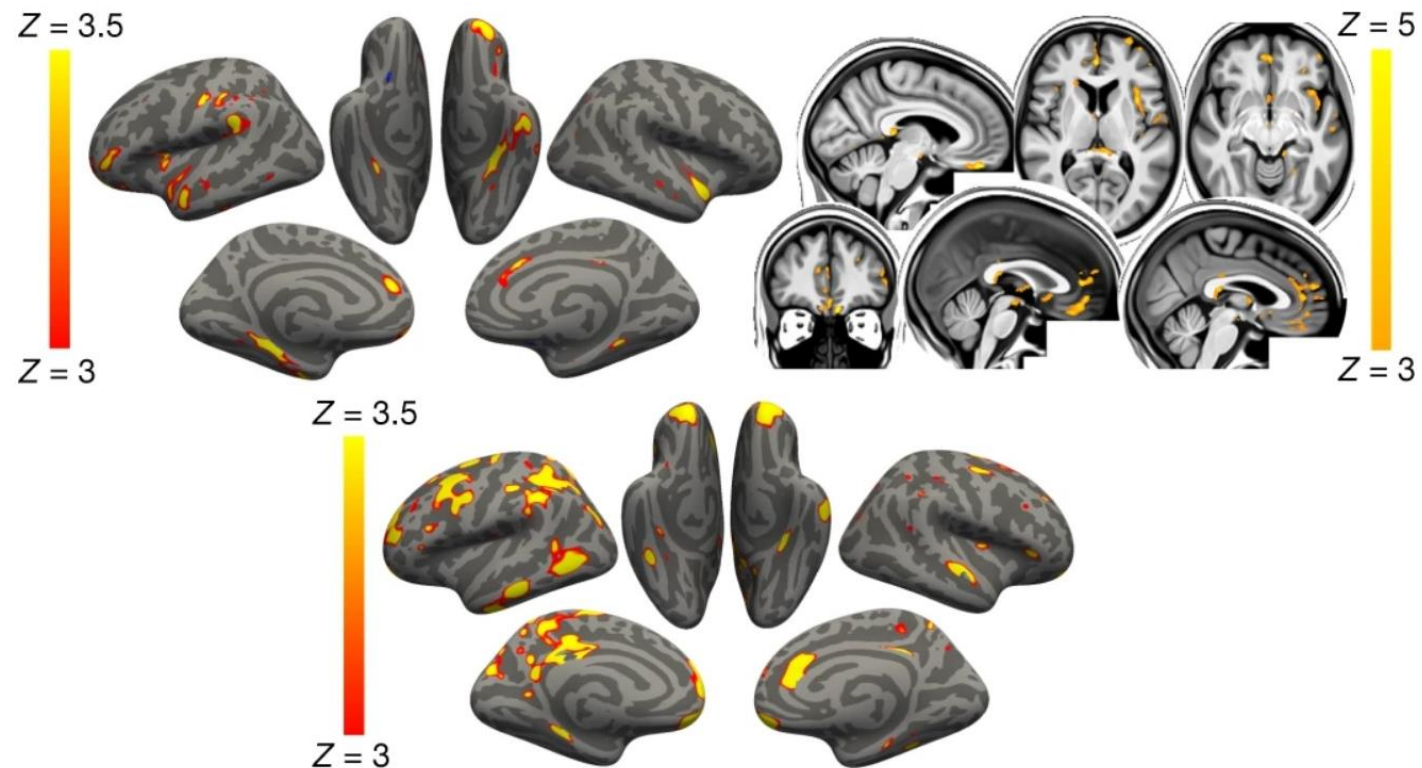 Z = 3.5
Z = 5
Z = 3
Z = 3
Z = 3.5
Z = 3